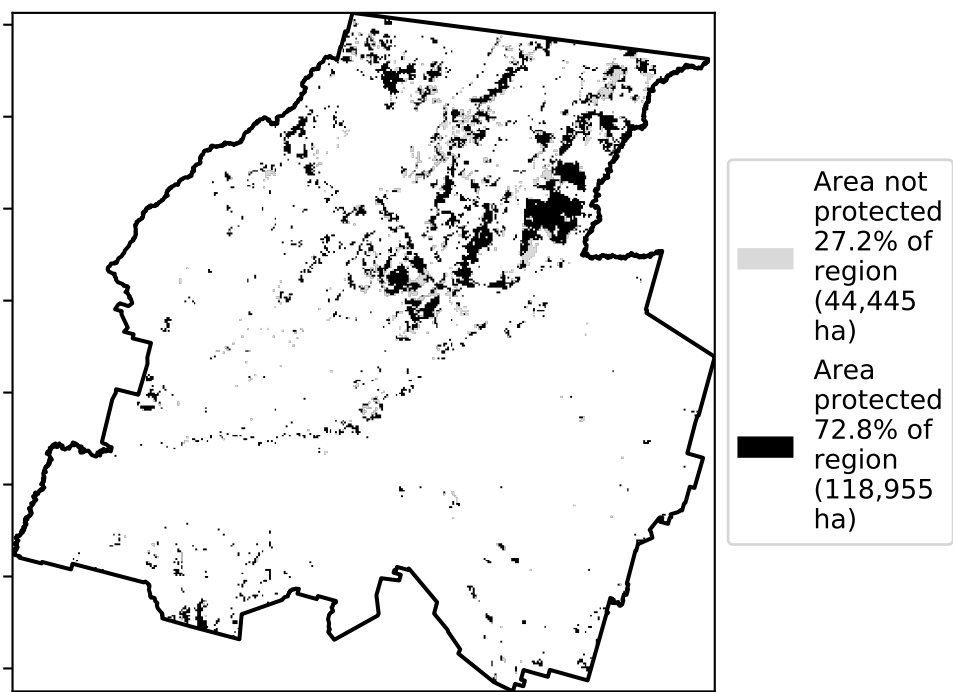 Area not
protected
27.2% of
region
(44,445
ha)
Area
protected
72.8% of
region
(118,955
ha)